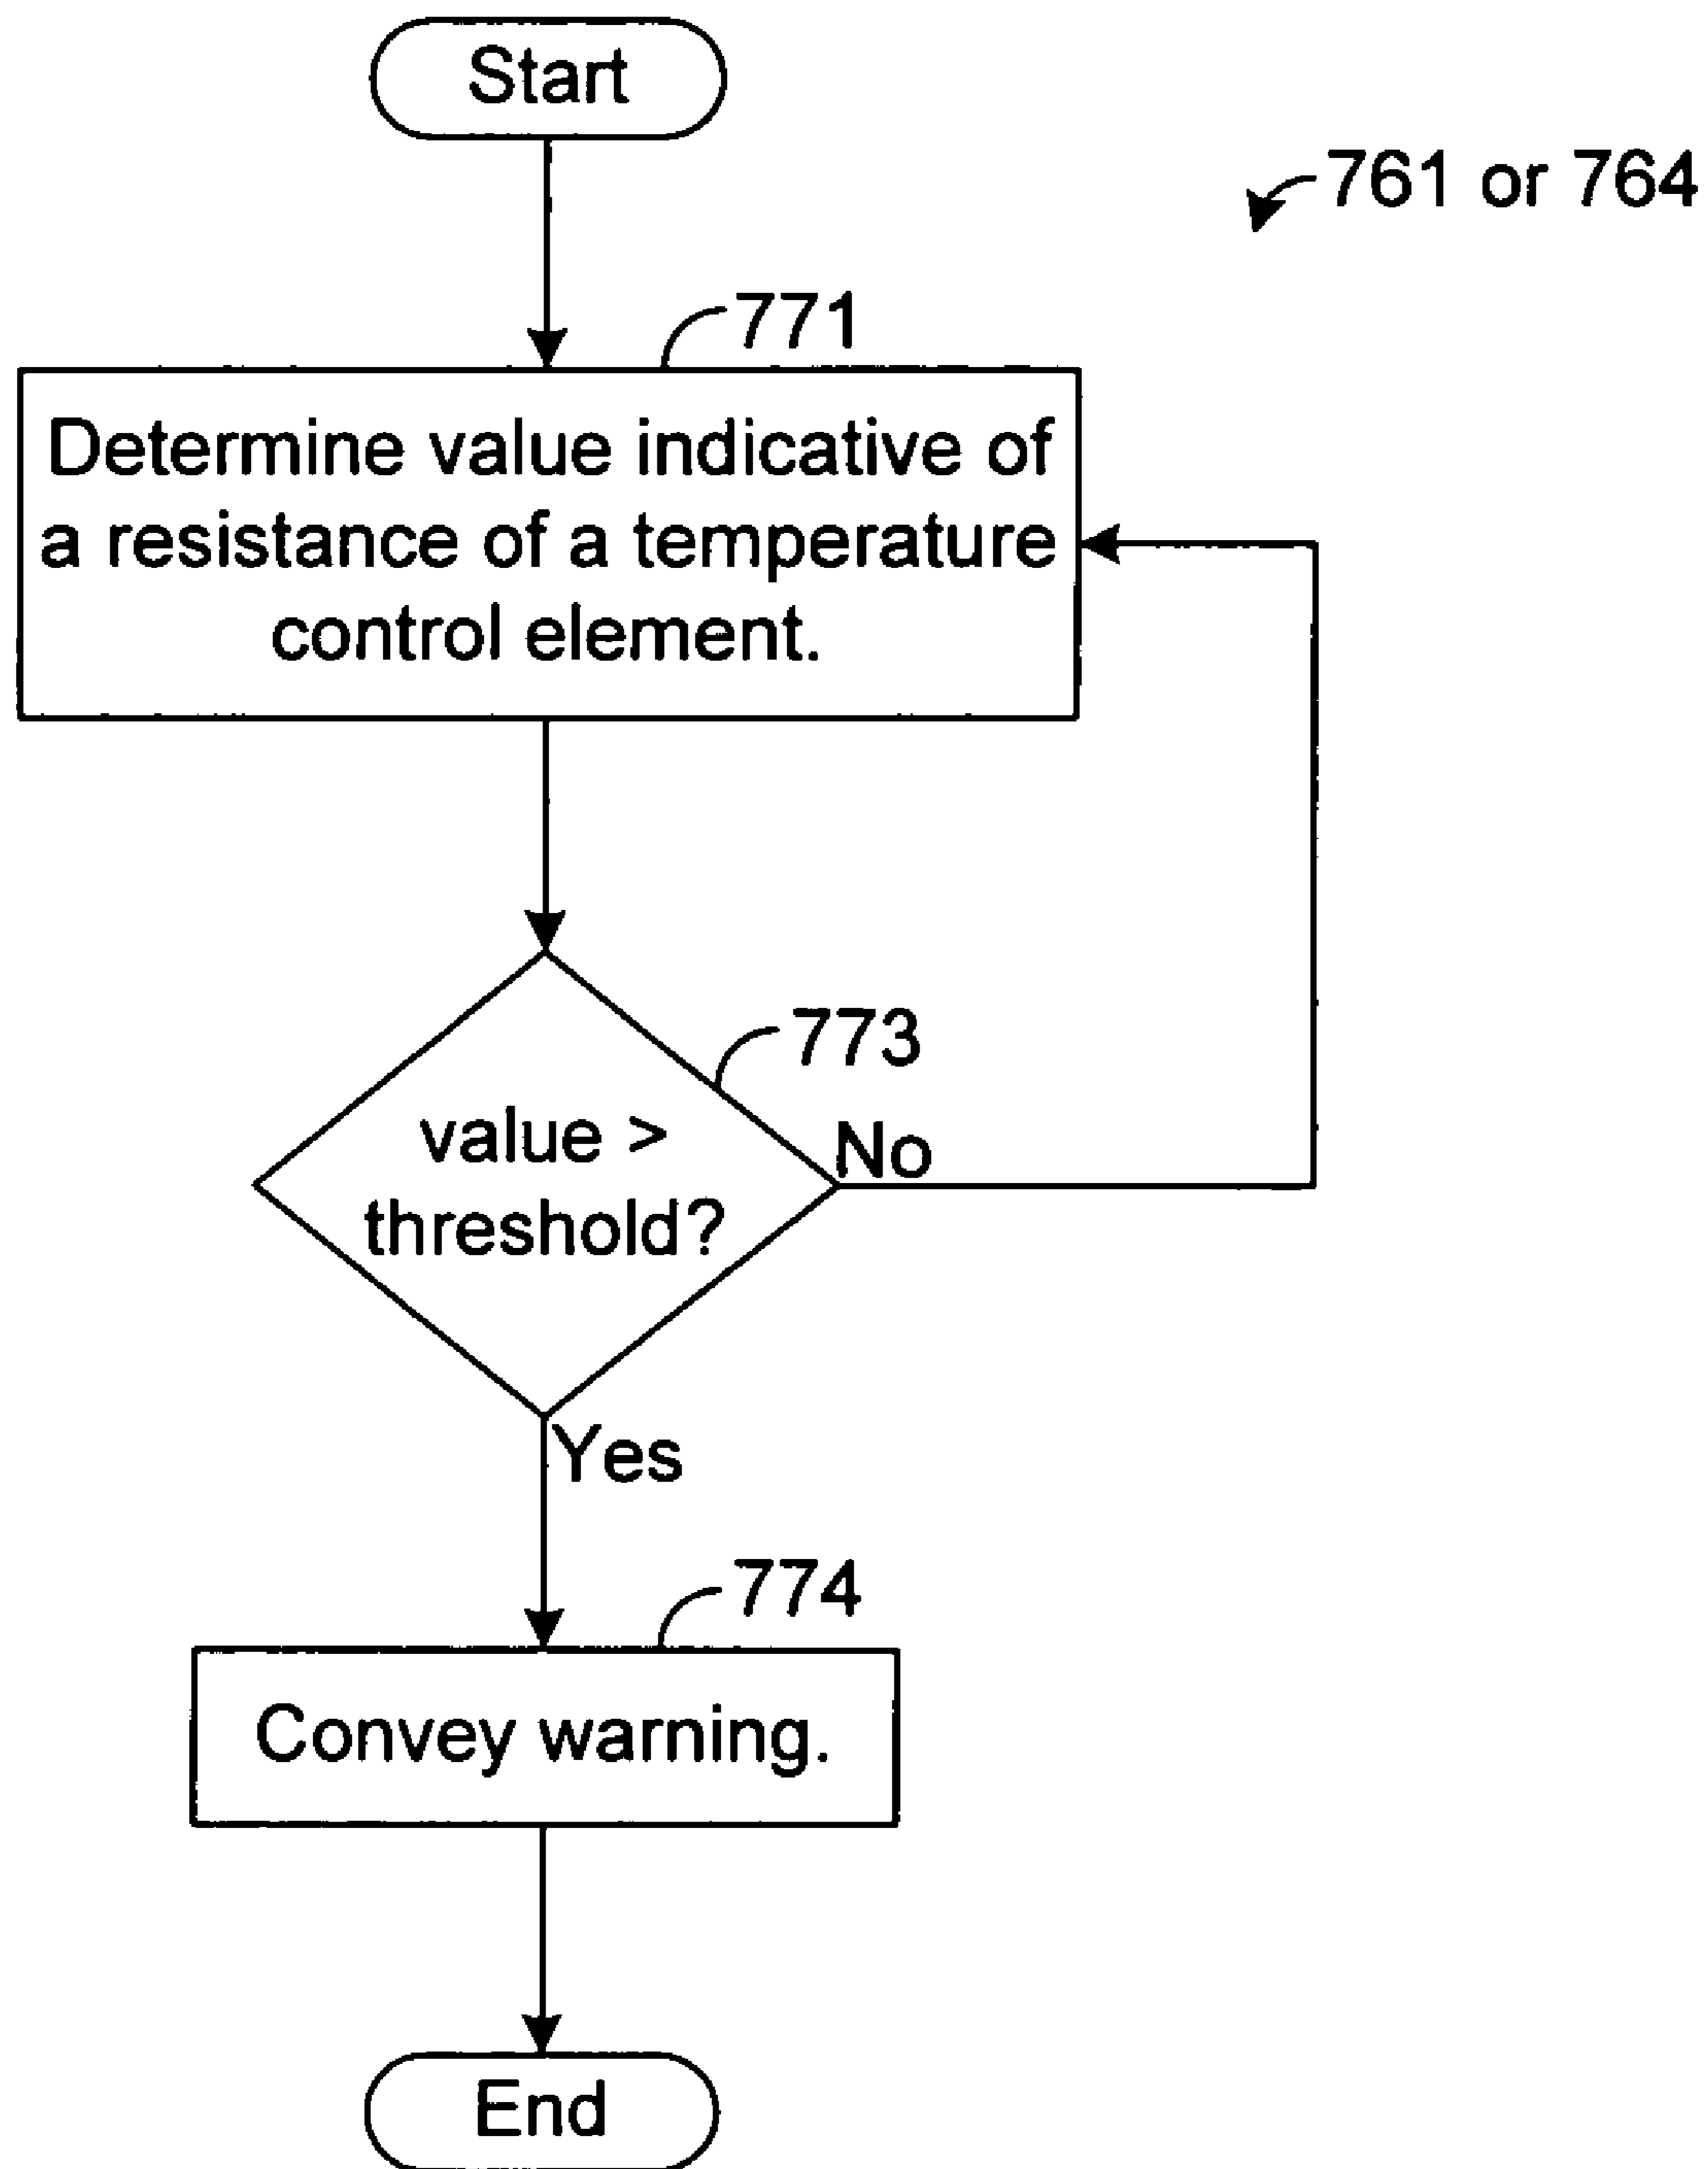 Start
761 or 764
771
Determine value indicative of
a resistance of a temperature
control element.
773
value >
threshold?
No
Yes
774
Convey warning.
End